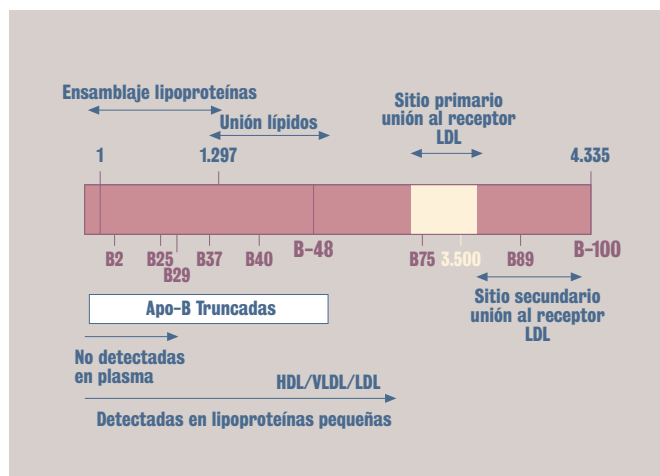 Ensamblaje lipoproteínas
Unión lípidos
Sitio primario
unión al receptor
LDL
1
1.297
4.335
B2
B25
B29
B37
B40
B-48
B75
3.500
B89
B-100
Apo-B Truncadas
Sitio secundario
unión al receptor
LDL
No detectadas
en plasma
HDL/VLDL/LDL
Detectadas en lipoproteínas pequeñas